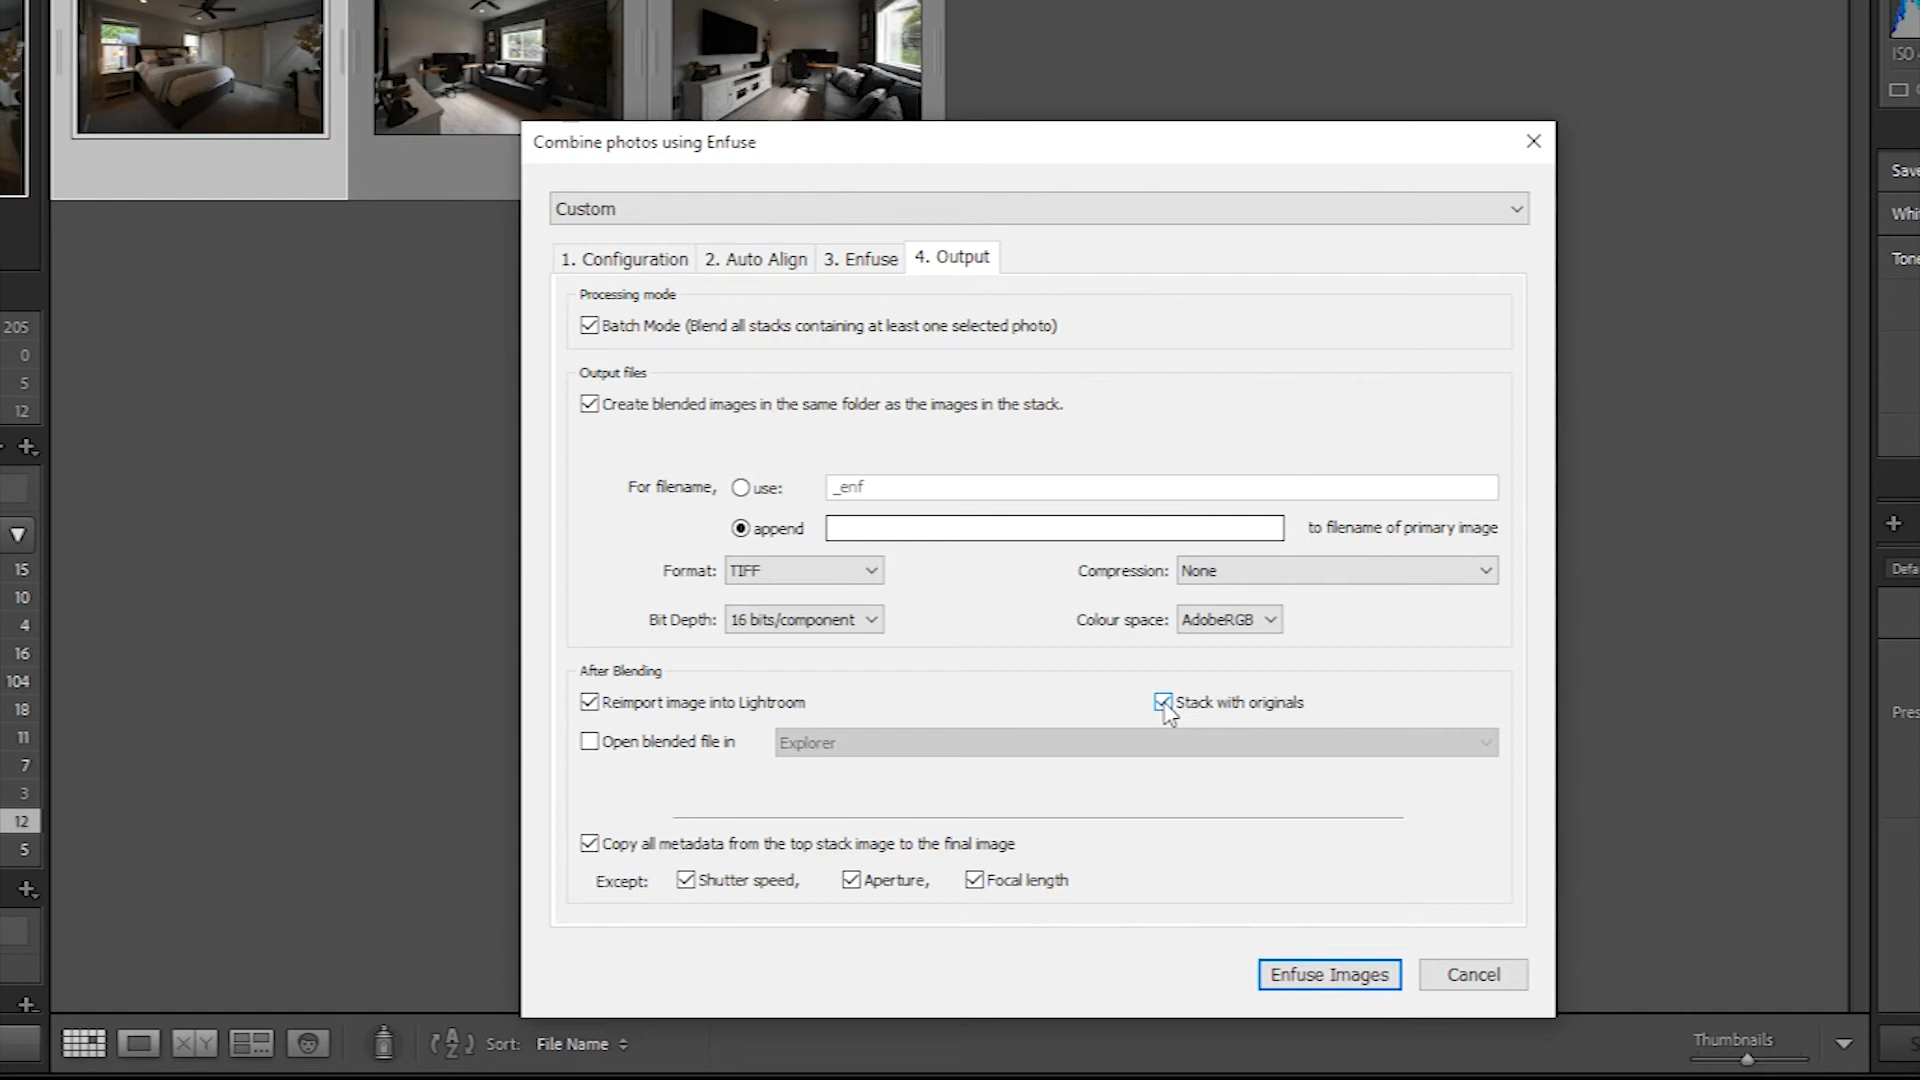 Combine photos using Enfuse
Custom
1. Configuration
2. Auto Align
3. Enfuse
4. Output
Processing mode
Batch Mode (Blend all stacks containing at least one selected photo)
Output files
Create blended images in the same folder as the images in the stack.
For filename,
use:
_enf
append
to filename of primary image
Format: TIFF
Compression: None
Bit Depth: 16 bits/component
Colour space: AdobeRGB
After Blending
Reimport image into Lightroom
Stack with originals
Open blended file in
Explorer
Copy all metadata from the top stack image to the final image
Except: Shutter speed, Aperture, Focal length
Enfuse Images
Cancel
205
0
5
12
15
10
4
16
104
18
11
7
3
12
5
ISO
Save
Whi
Tone
Defa
Pres
Sort: File Name
Thumbnails